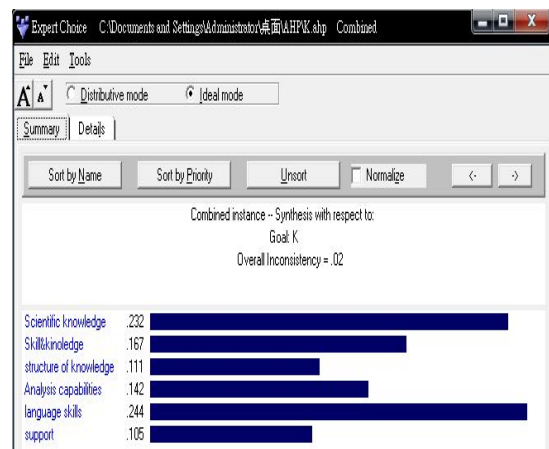 Expert Choice C:\Documents and Settings\Administrator\桌面\AHP\K.ahp Combined
File Edit Tools
A A Distributive mode Ideal mode
Summary Details
Sort by Name Sort by Priority Unsort Normalize <- ->
Combined instance -- Synthesis with respect to:
Goal: K
Overall Inconsistency = .02
Scientific knowledge .232
Skill&kinoledge .167
structure of knowledge .111
Analysis capabilities .142
language skills .244
support .105